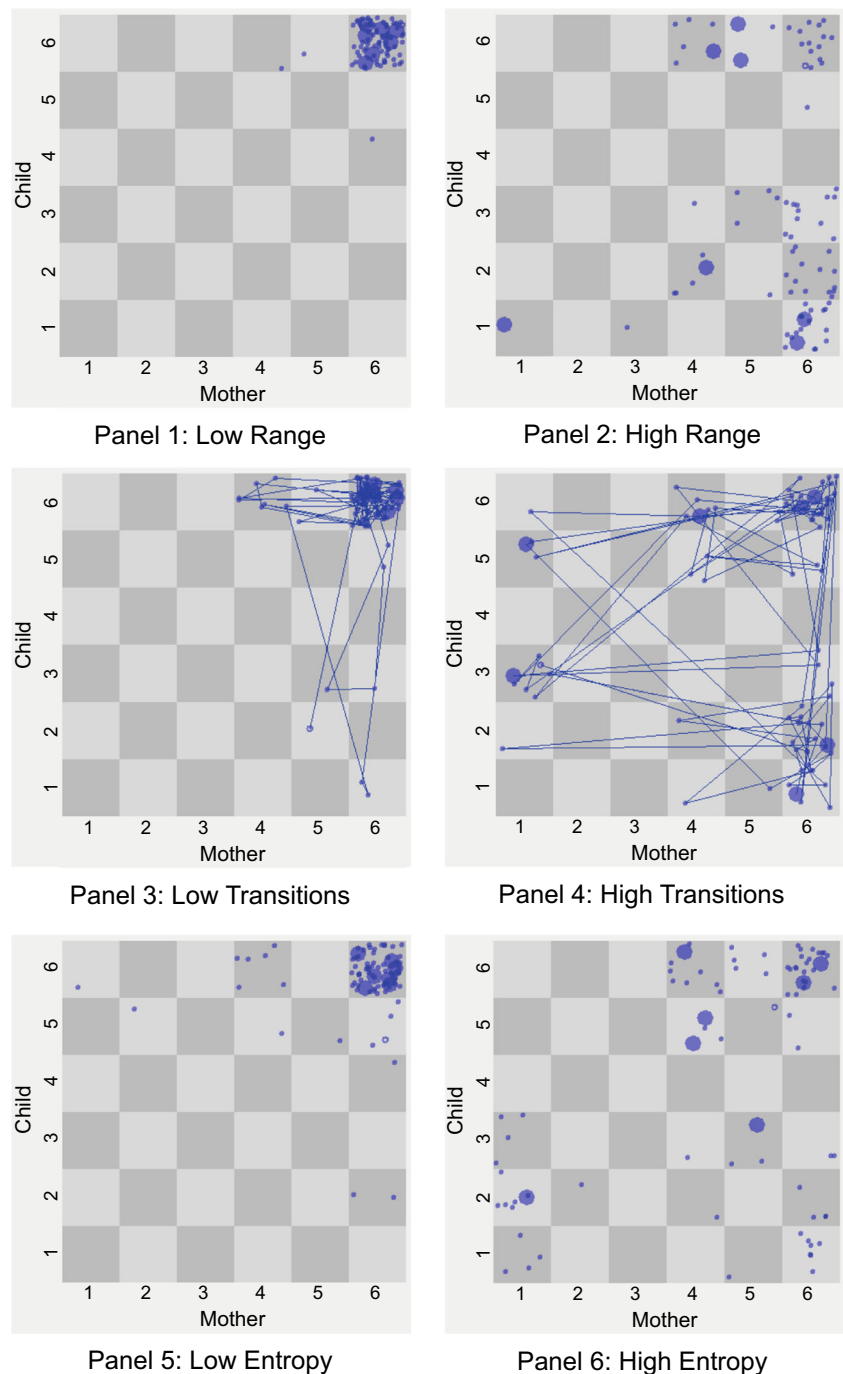 Child
6
5
4
3
2
1
1 2 3 4 5 6
Mother
Panel 1: Low Range
Child
6
5
4
3
2
1
1 2 3 4 5 6
Mother
Panel 2: High Range
Child
6
5
4
3
2
1
1 2 3 4 5 6
Mother
Panel 3: Low Transitions
Child
6
5
4
3
2
1
1 2 3 4 5 6
Mother
Panel 4: High Transitions
Child
6
5
4
3
2
1
1 2 3 4 5 6
Mother
Panel 5: Low Entropy
Child
6
5
4
3
2
1
1 2 3 4 5 6
Mother
Panel 6: High Entropy